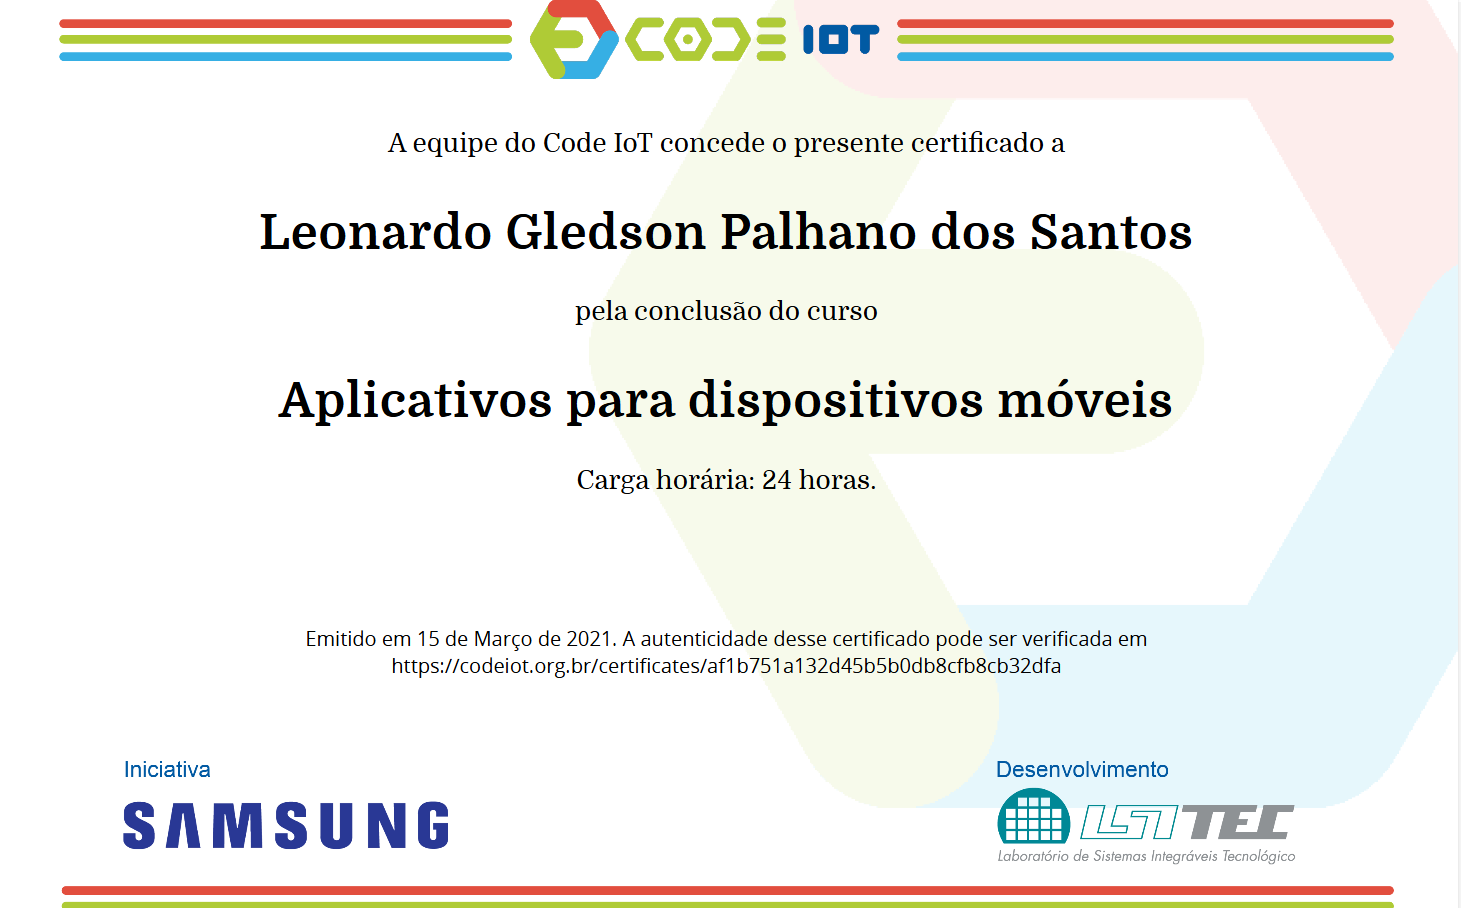 CODE IOT
A equipe do Code IoT concede o presente certificado a
Leonardo Gledson Palhano dos Santos
pela conclusão do curso
Aplicativos para dispositivos móveis
Carga horária: 24 horas.
Emitido em 15 de Março de 2021. A autenticidade desse certificado pode ser verificada em
https://codeiot.org.br/certificates/af1b751a132d45b5b0db8cfb8cb32dfa
Iniciativa
SAMSUNG
Desenvolvimento
LSI TEC
Laboratório de Sistemas Integráveis Tecnológico